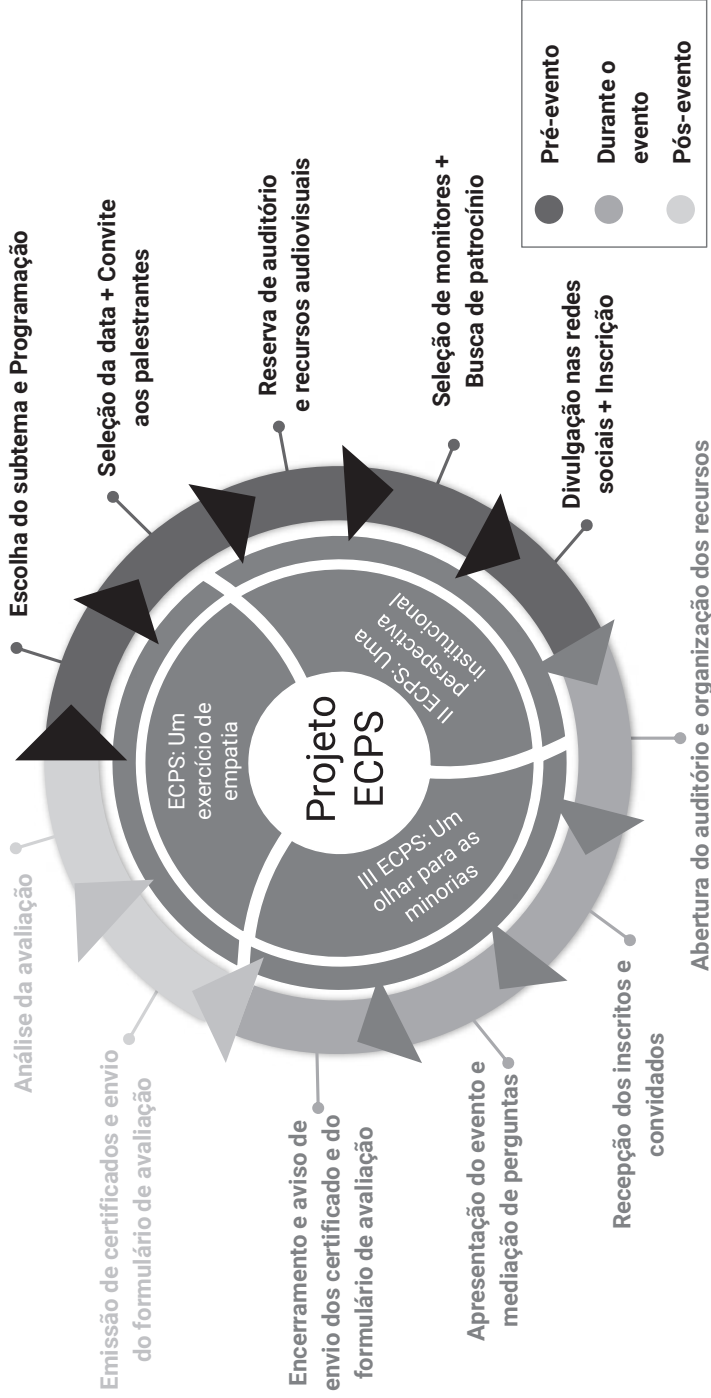 Escolha do subtema e Programação
Seleção da data + Convite
aos palestrantes
Reserva de auditório
e recursos audiovisuais
Seleção de monitores +
Busca de patrocínio
Divulgação nas redes
sociais + Inscrição
Abertura do auditório e organização dos recursos
Recepção dos inscritos e
convidados
Apresentação do evento e
mediação de perguntas
Encerramento e aviso de
envio dos certificado e do
formulário de avaliação
Emissão de certificados e envio
do formulário de avaliação
Análise da avaliação
Projeto
ECPS
ECPS: Um
exercício de
empatia
II ECPS: Uma
perspectiva
institucional
III ECPS: Um
olhar para as
minorias
Pré-evento
Durante o
evento
Pós-evento